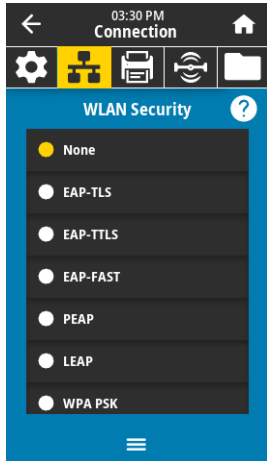 03:30 PM
Connection
WLAN Security
?
None
EAP-TLS
EAP-TTLS
EAP-FAST
PEAP
LEAP
WPA PSK